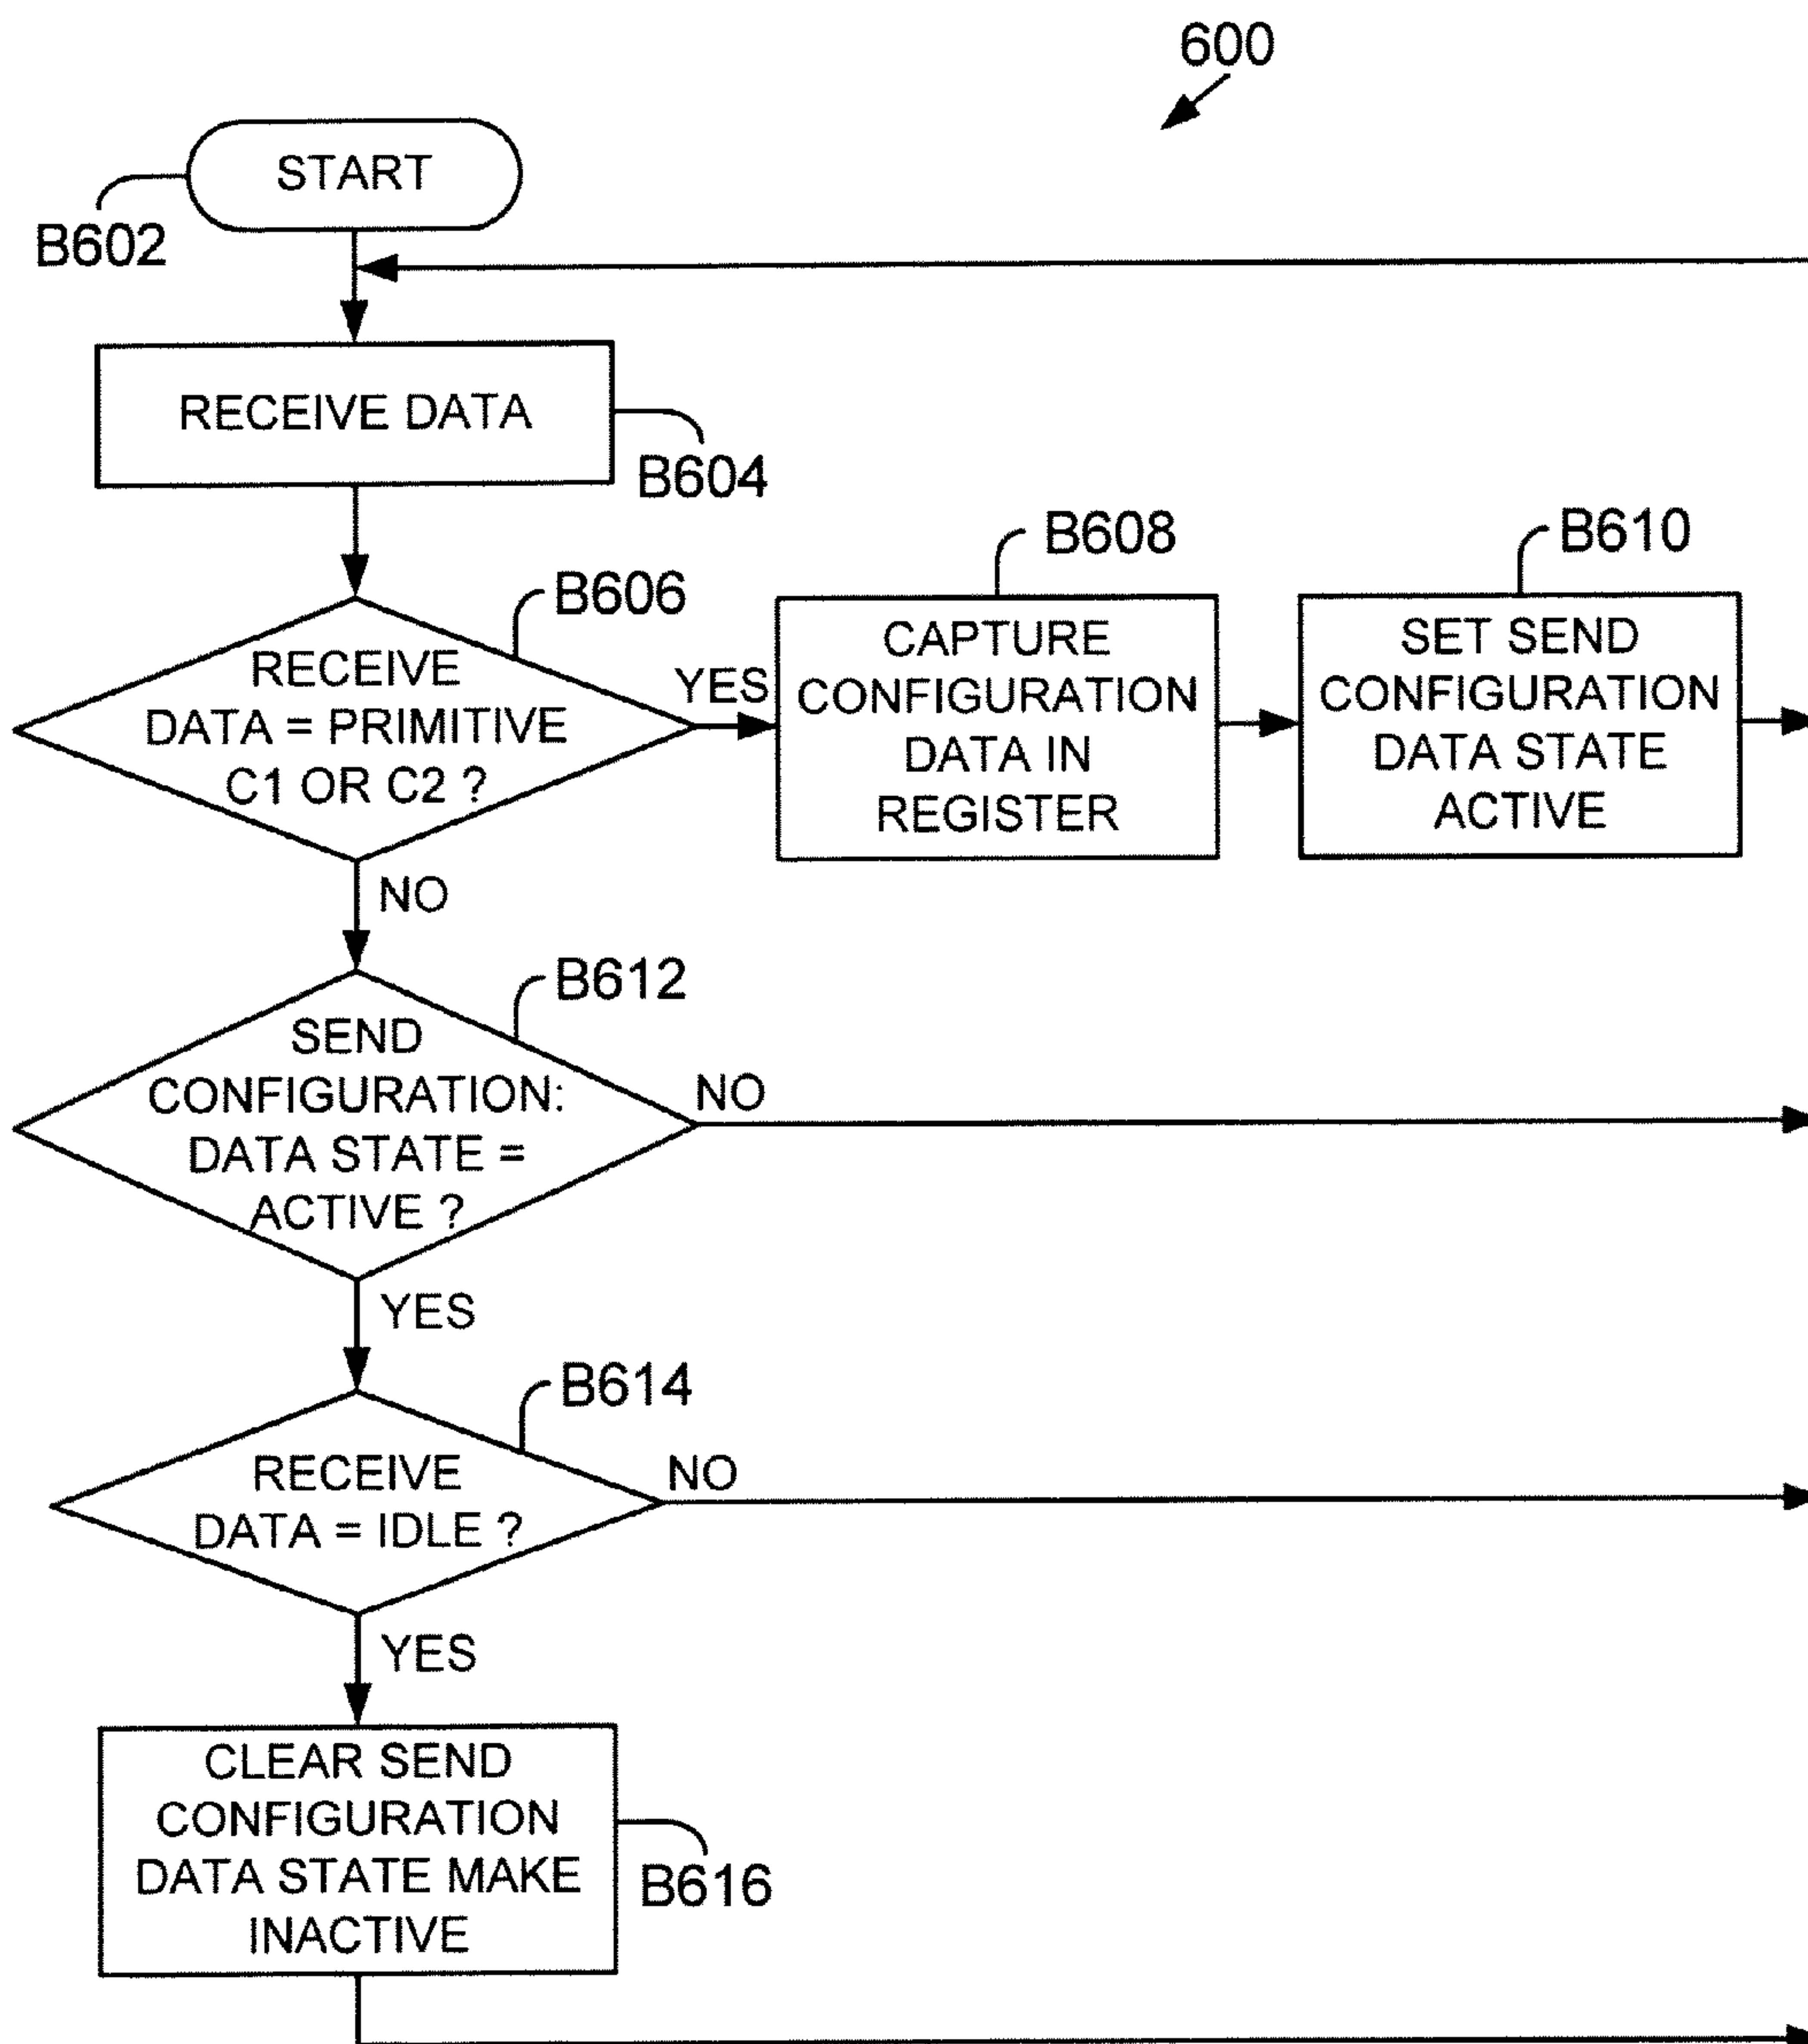 600
START
B602
RECEIVE DATA
B604
B606
RECEIVE
DATA = PRIMITIVE
C1 OR C2 ?
YES
B608
CAPTURE
CONFIGURATION
DATA IN
REGISTER
B610
SET SEND
CONFIGURATION
DATA STATE
ACTIVE
NO
B612
SEND
CONFIGURATION:
DATA STATE =
ACTIVE ?
NO
YES
B614
RECEIVE
DATA = IDLE ?
NO
YES
CLEAR SEND
CONFIGURATION
DATA STATE MAKE
INACTIVE
B616